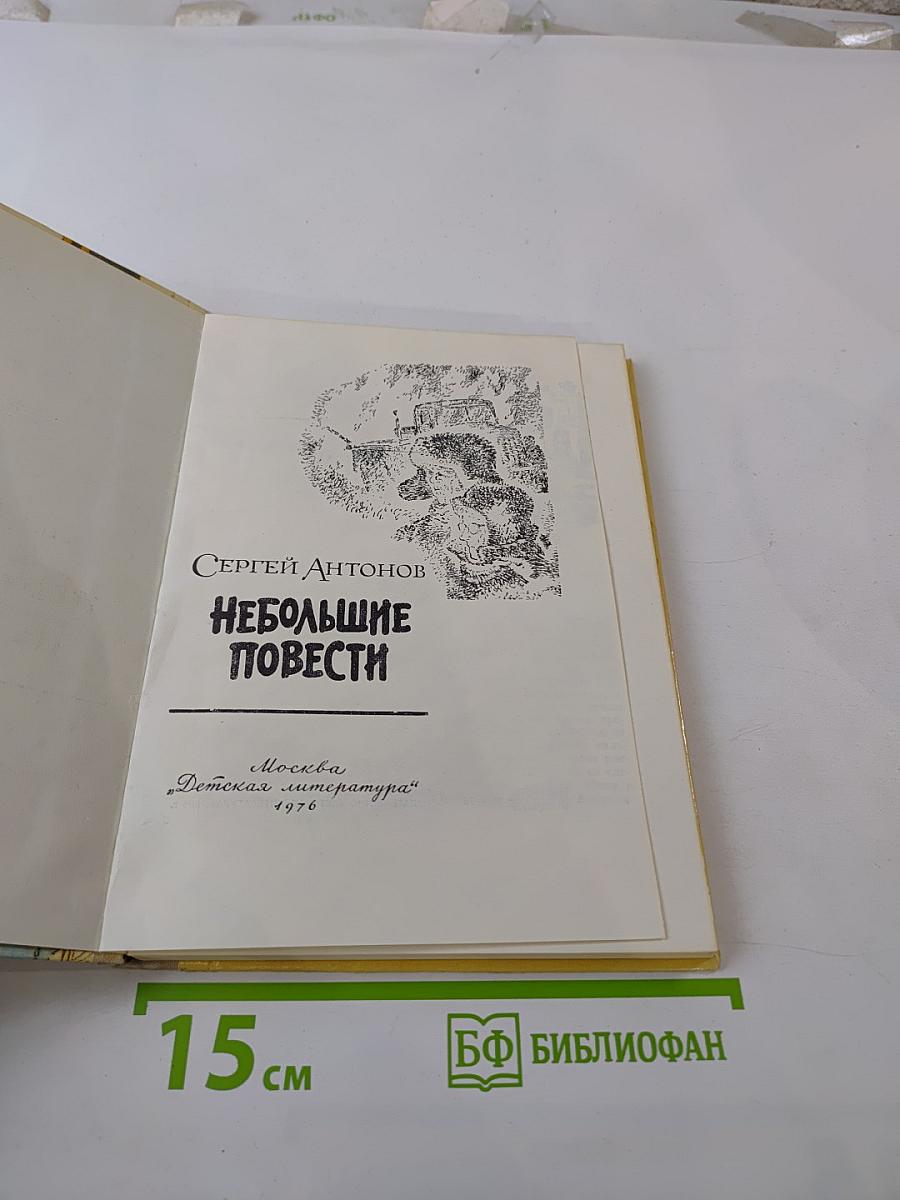 СЕРГЕЙ АНТОНОВ
НЕБОЛЬШИЕ
ПОВЕСТИ
Москва
„Детская литература“
1976
15 см
БФ БИБЛИОФАН